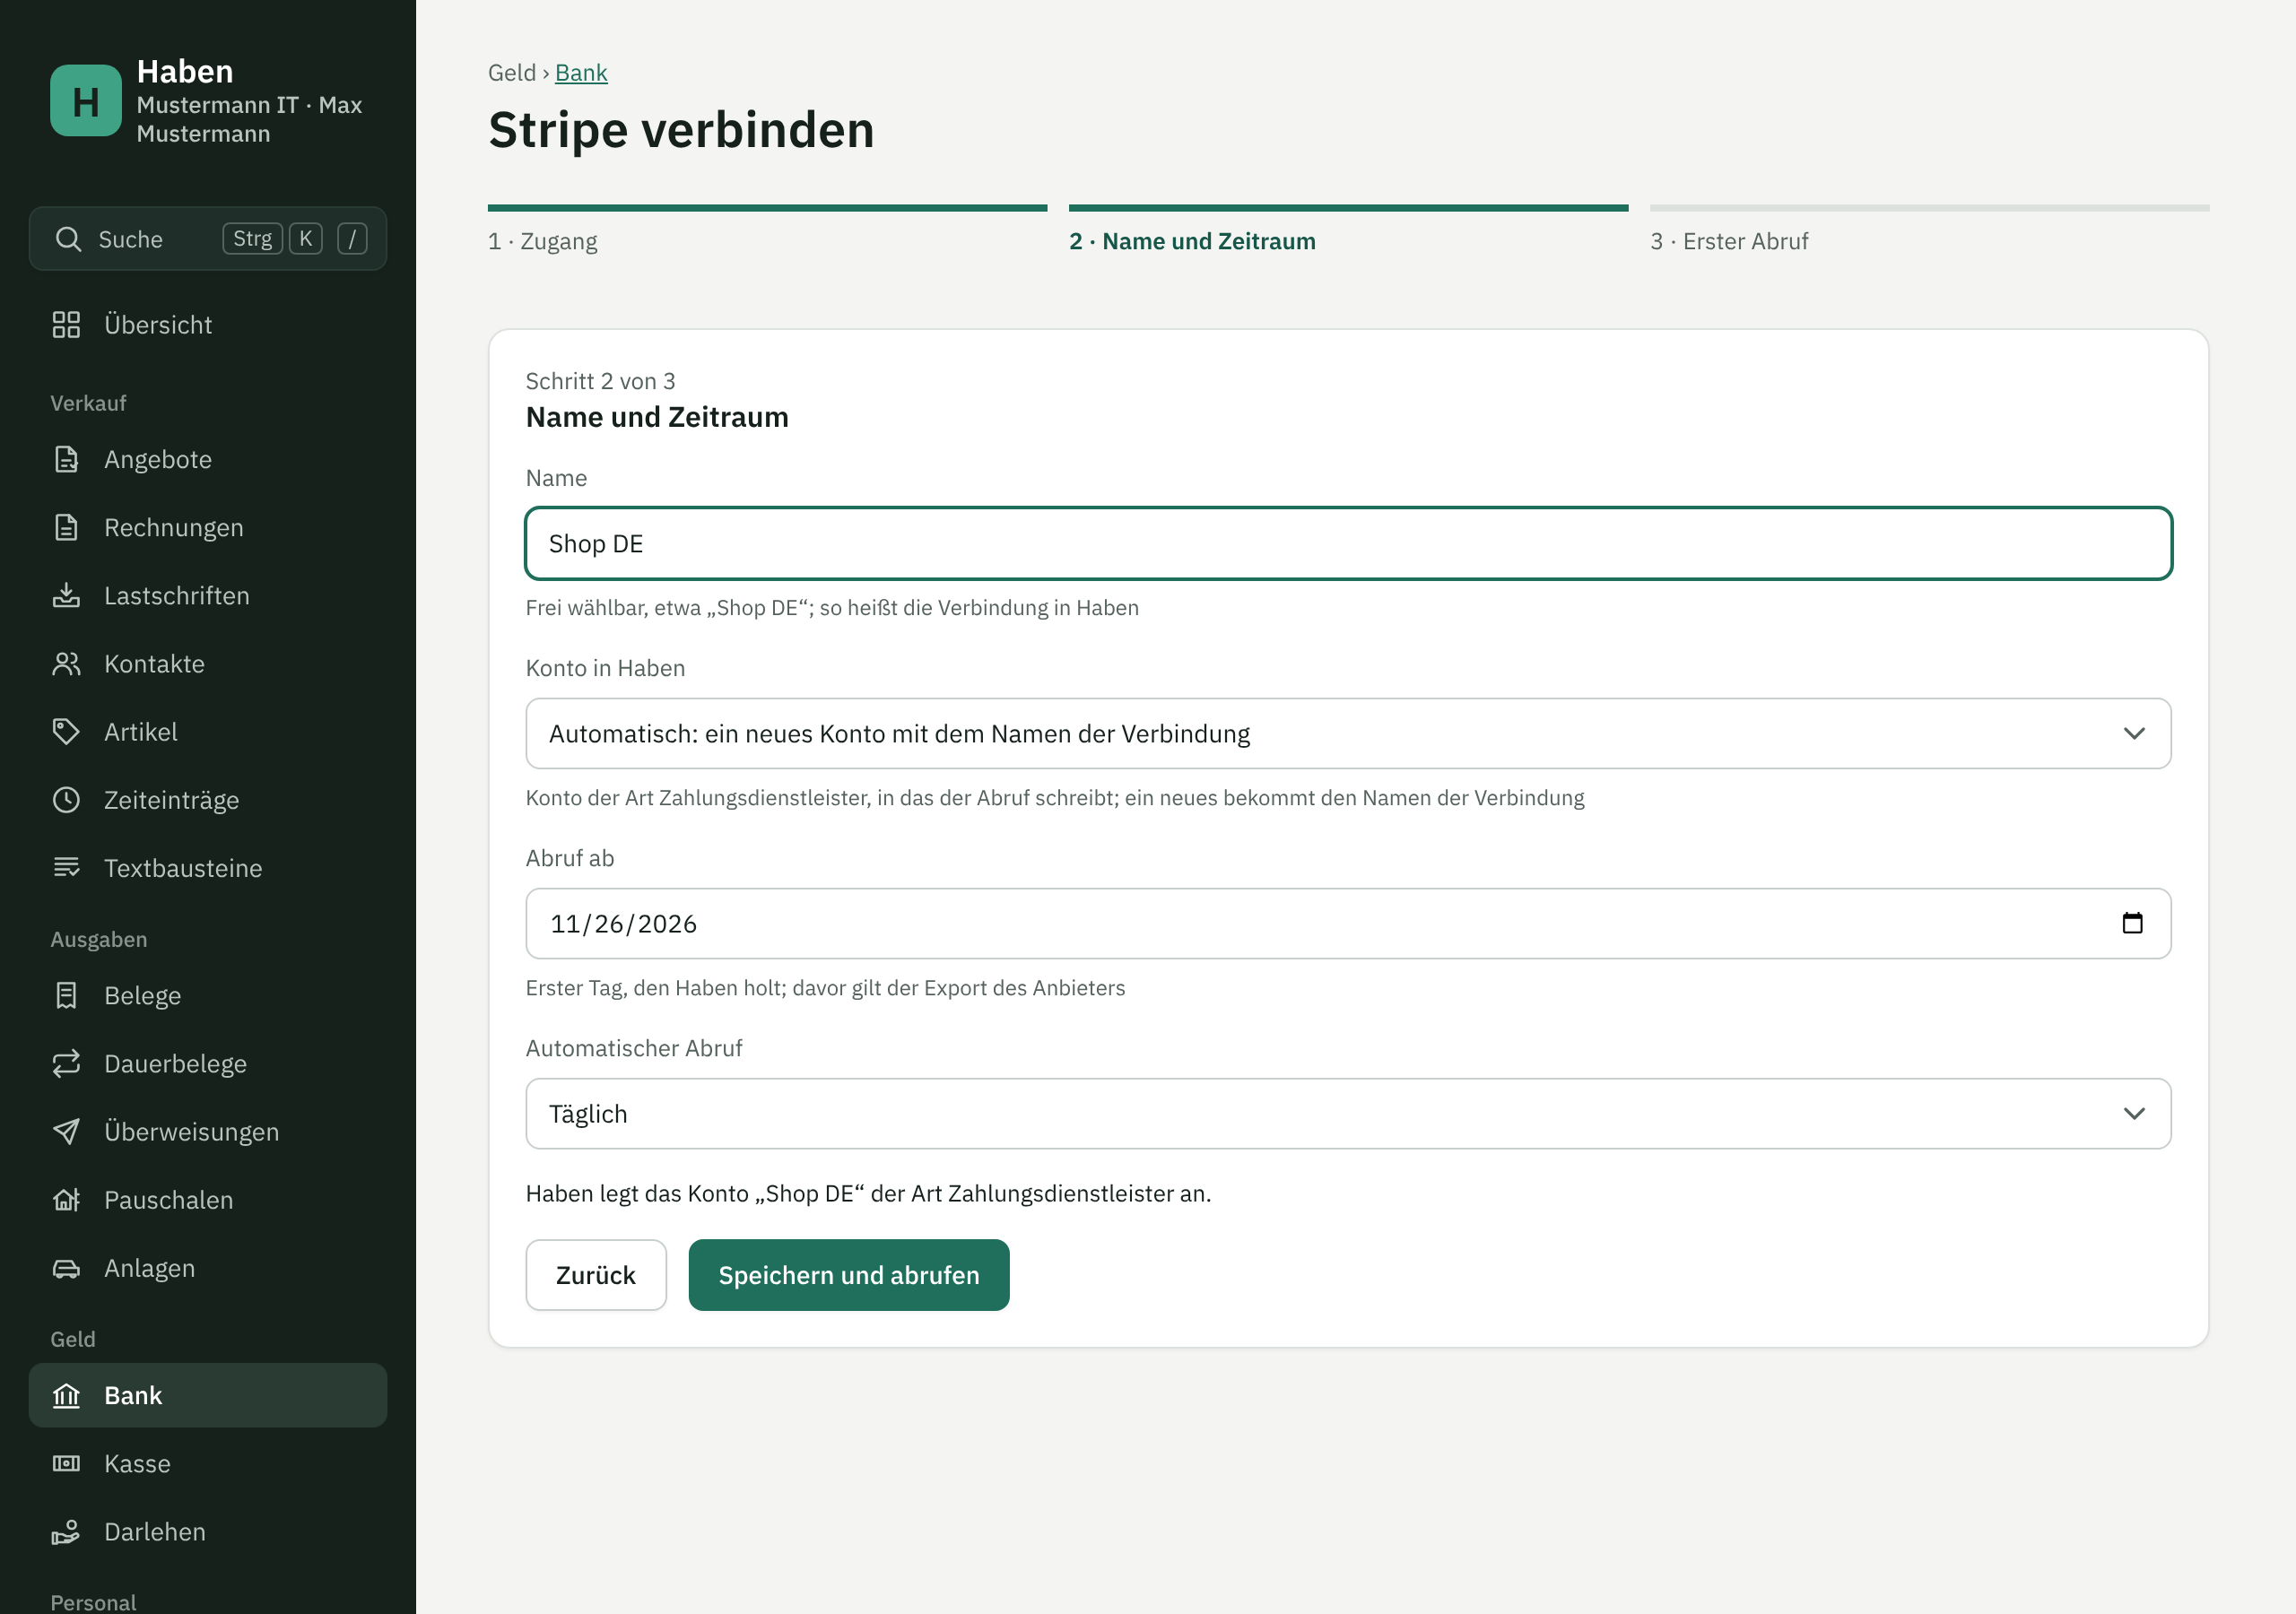 H
Haben
Mustermann IT · Max
Mustermann
Suche Strg K /
Übersicht
Verkauf
Angebote
Rechnungen
Lastschriften
Kontakte
Artikel
Zeiteinträge
Textbausteine
Ausgaben
Belege
Dauerbelege
Überweisungen
Pauschalen
Anlagen
Geld
Bank
Kasse
Darlehen
Personal
Geld › Bank
Stripe verbinden
1 · Zugang
2 · Name und Zeitraum
3 · Erster Abruf
Schritt 2 von 3
Name und Zeitraum
Name
Shop DE
Frei wählbar, etwa „Shop DE“; so heißt die Verbindung in Haben
Konto in Haben
Automatisch: ein neues Konto mit dem Namen der Verbindung
Konto der Art Zahlungsdienstleister, in das der Abruf schreibt; ein neues bekommt den Namen der Verbindung
Abruf ab
11/26/2026
Erster Tag, den Haben holt; davor gilt der Export des Anbieters
Automatischer Abruf
Täglich
Haben legt das Konto „Shop DE“ der Art Zahlungsdienstleister an.
Zurück
Speichern und abrufen